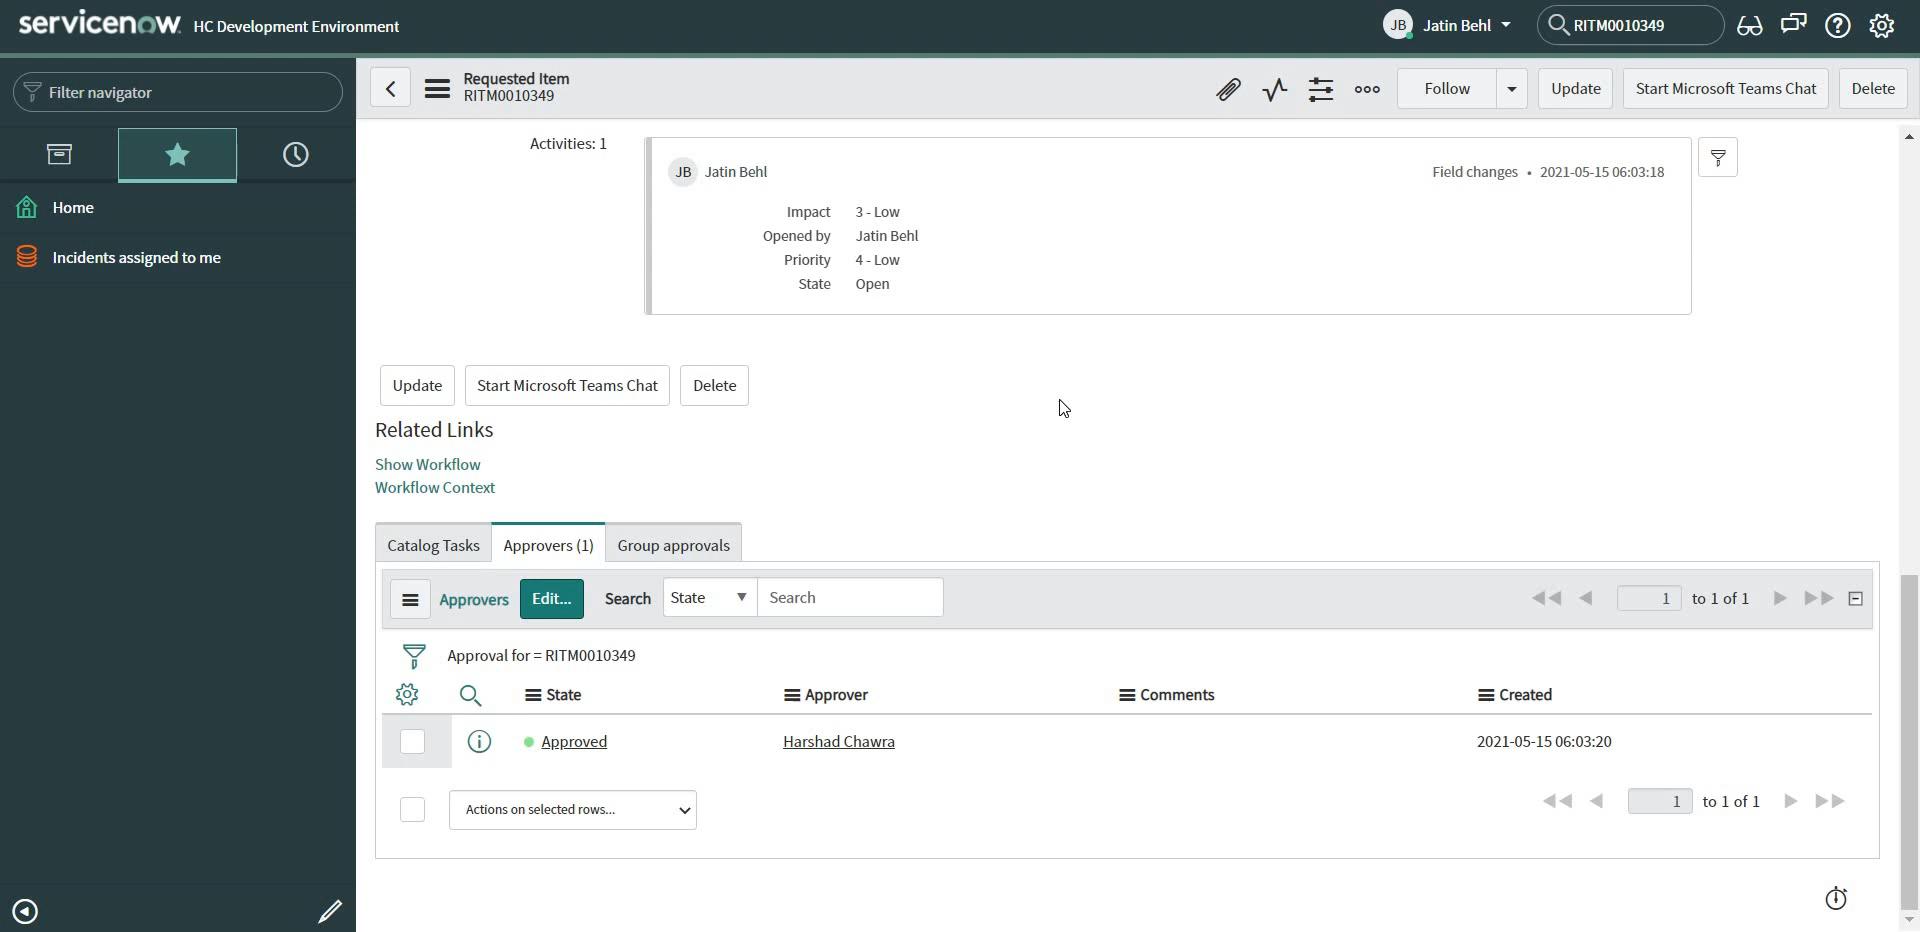 servicenow. HC Development Environment
JB Jatin Behl RITM0010349
Filter navigator
Home
Incidents assigned to me
Requested Item
RITM0010349
Follow Update Start Microsoft Teams Chat Delete
Activities: 1
JB Jatin Behl Field changes • 2021-05-15 06:03:18
Impact 3 - Low
Opened by Jatin Behl
Priority 4 - Low
State Open
Update Start Microsoft Teams Chat Delete
Related Links
Show Workflow
Workflow Context
Catalog Tasks Approvers (1) Group approvals
Approvers Edit... Search State Search 1 to 1 of 1
Approval for = RITM0010349
State Approver Comments Created
Approved Harshad Chawra 2021-05-15 06:03:20
Actions on selected rows... 1 to 1 of 1